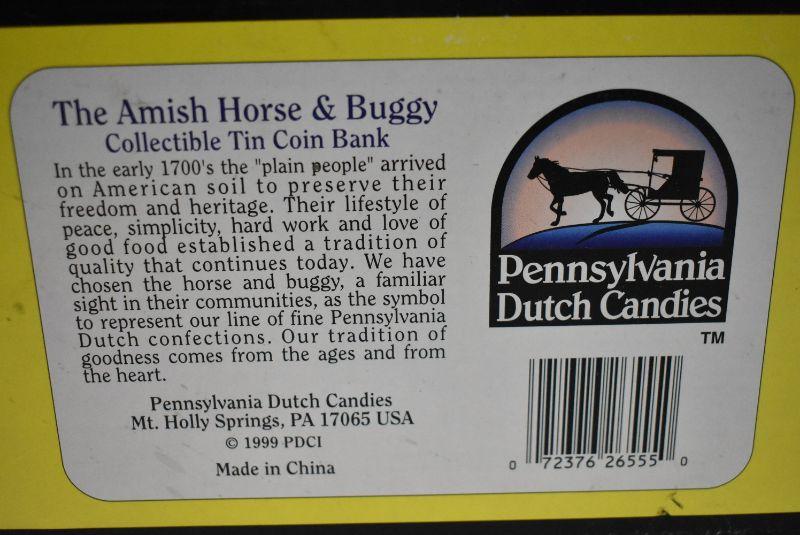 The Amish Horse & Buggy
Collectible Tin Coin Bank
In the early 1700's the "plain people" arrived
on American soil to preserve their
freedom and heritage. Their lifestyle of
peace, simplicity, hard work and love of
good food established a tradition of
quality that continues today. We have
chosen the horse and buggy, a familiar
sight in their communities, as the symbol
to represent our line of fine Pennsylvania
Dutch confections. Our tradition of
goodness comes from the ages and from
the heart.
Pennsylvania Dutch Candies
Mt. Holly Springs, PA 17065 USA
© 1999 PDCI
Made in China
Pennsylvania
Dutch Candies
TM
0 72376 26555 0